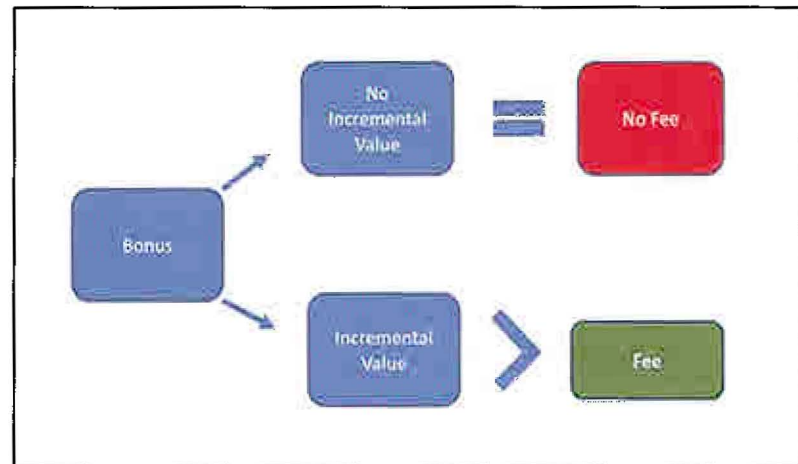 No
Incremental
Value
No Fee
Bonus
Incremental
Value
Fee